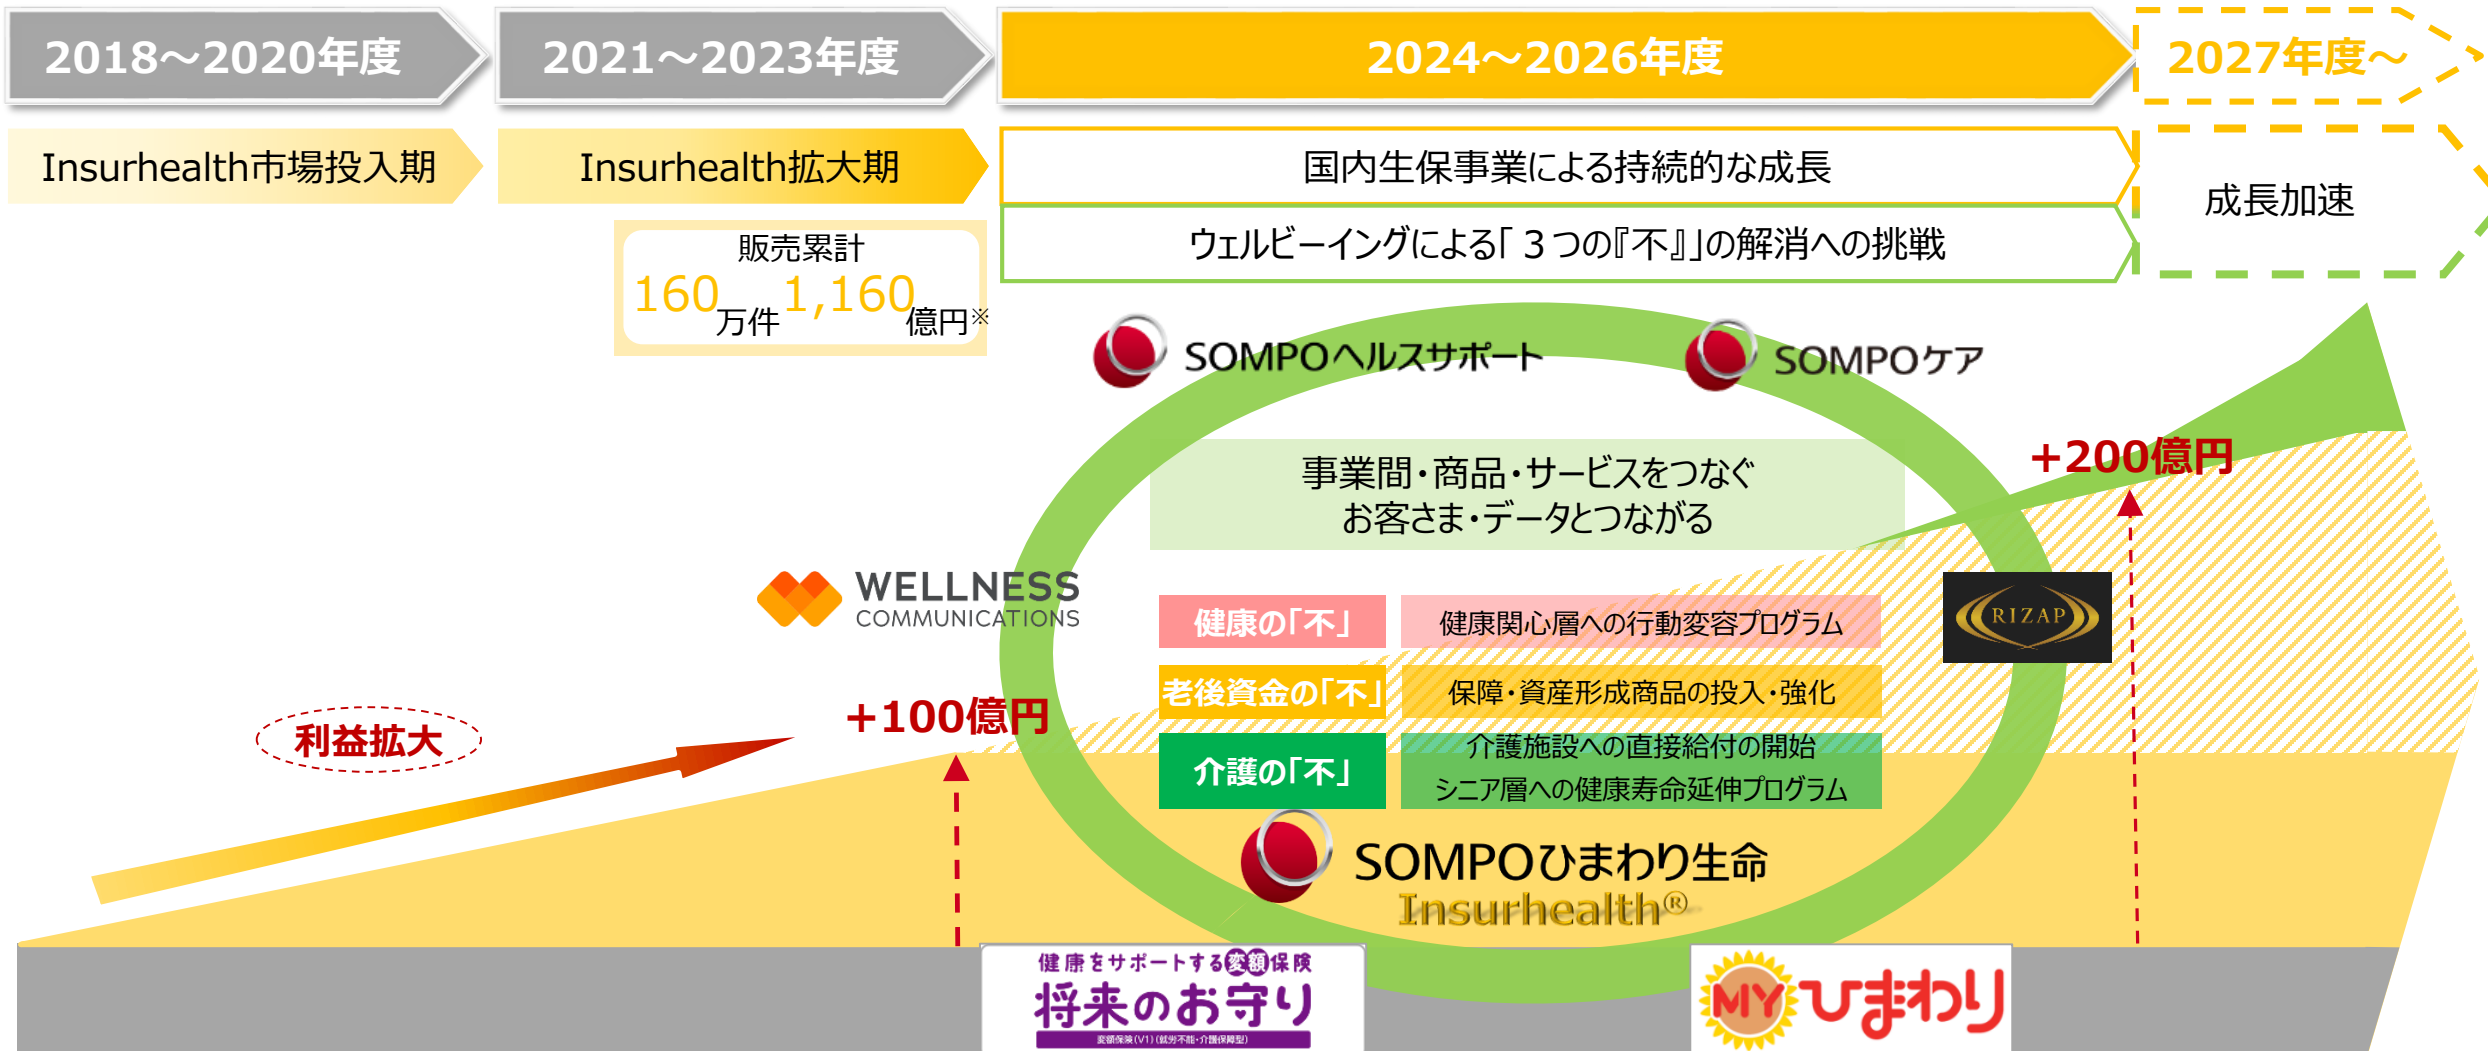 2018～2020年度
2021～2023年度
2024～2026年度
2027年度～
Insurhealth市場投入期
Insurhealth拡大期
国内生保事業による持続的な成長
ウェルビーイングによる「３つの『不』」の解消への挑戦
成長加速
販売累計
160万件 1,160億円※
SOMPOヘルスサポート
SOMPOケア
事業間・商品・サービスをつなぐ
お客さま・データとつながる
+200億円
WELLNESS
COMMUNICATIONS
RIZAP
健康の「不」
健康関心層への行動変容プログラム
老後資金の「不」
保障・資産形成商品の投入・強化
介護の「不」
介護施設への直接給付の開始
シニア層への健康寿命延伸プログラム
+100億円
利益拡大
SOMPOひまわり生命
Insurhealth®
健康をサポートする変額保険
将来のお守り
変額保険(V1)(就労不能・介護保障型)
MYひまわり